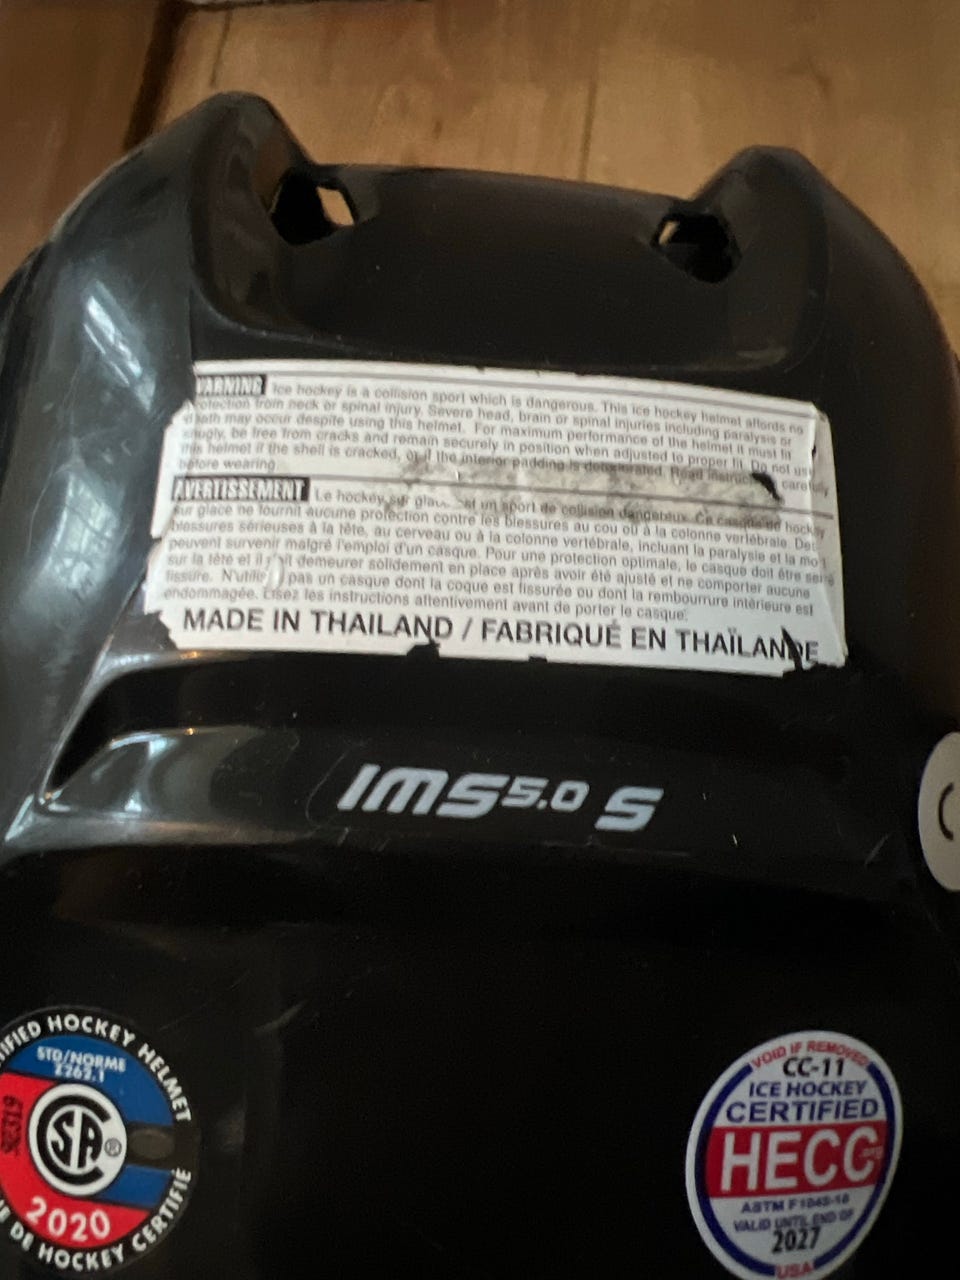 WARNING Ice hockey is a collision sport which is dangerous. This ice hockey helmet affords no
protection from neck or spinal injury. Severe head, brain or spinal injuries including paralysis or
death may occur despite using this helmet. For maximum performance of the helmet it must fit
snugly, be free from cracks and remain securely in position when adjusted to proper fit. Do not use
this helmet if the shell is cracked, or if the interior padding is deteriorated. Read carefully
before wearing.
AVERTISSEMENT Le hockey sur est un sport de collision dangereux. Ce casque de hockey
sur glace ne fournit aucune protection contre les blessures au cou ou à la colonne vertébrale. Des
blessures sérieuses à la tête, au cerveau ou à la colonne vertébrale, incluant la paralysie et la
peuvent survenir malgré l'emploi d'un casque. Pour une protection optimale, le casque doit être
sur la tête et il demeurer solidement en place après avoir été ajusté et ne comporter aucune
fissure. pas un casque dont la coque est fissurée ou dont la rembourrure intérieure est
endommagée. Lisez les instructions attentivement avant de porter le casque.
MADE IN THAILAND / FABRIQUÉ EN THAÏLANDE
IMS 5.0 S
HOCKEY HELMET
STD/NORME
Z262.1
SA®
2020
DE HOCKEY CERTIFIÉ
VOID IF REMOVED
CC-11
ICE HOCKEY
CERTIFIED
HECC.org
ASTM F1045-16
VALID UNTIL END OF
2027
USA